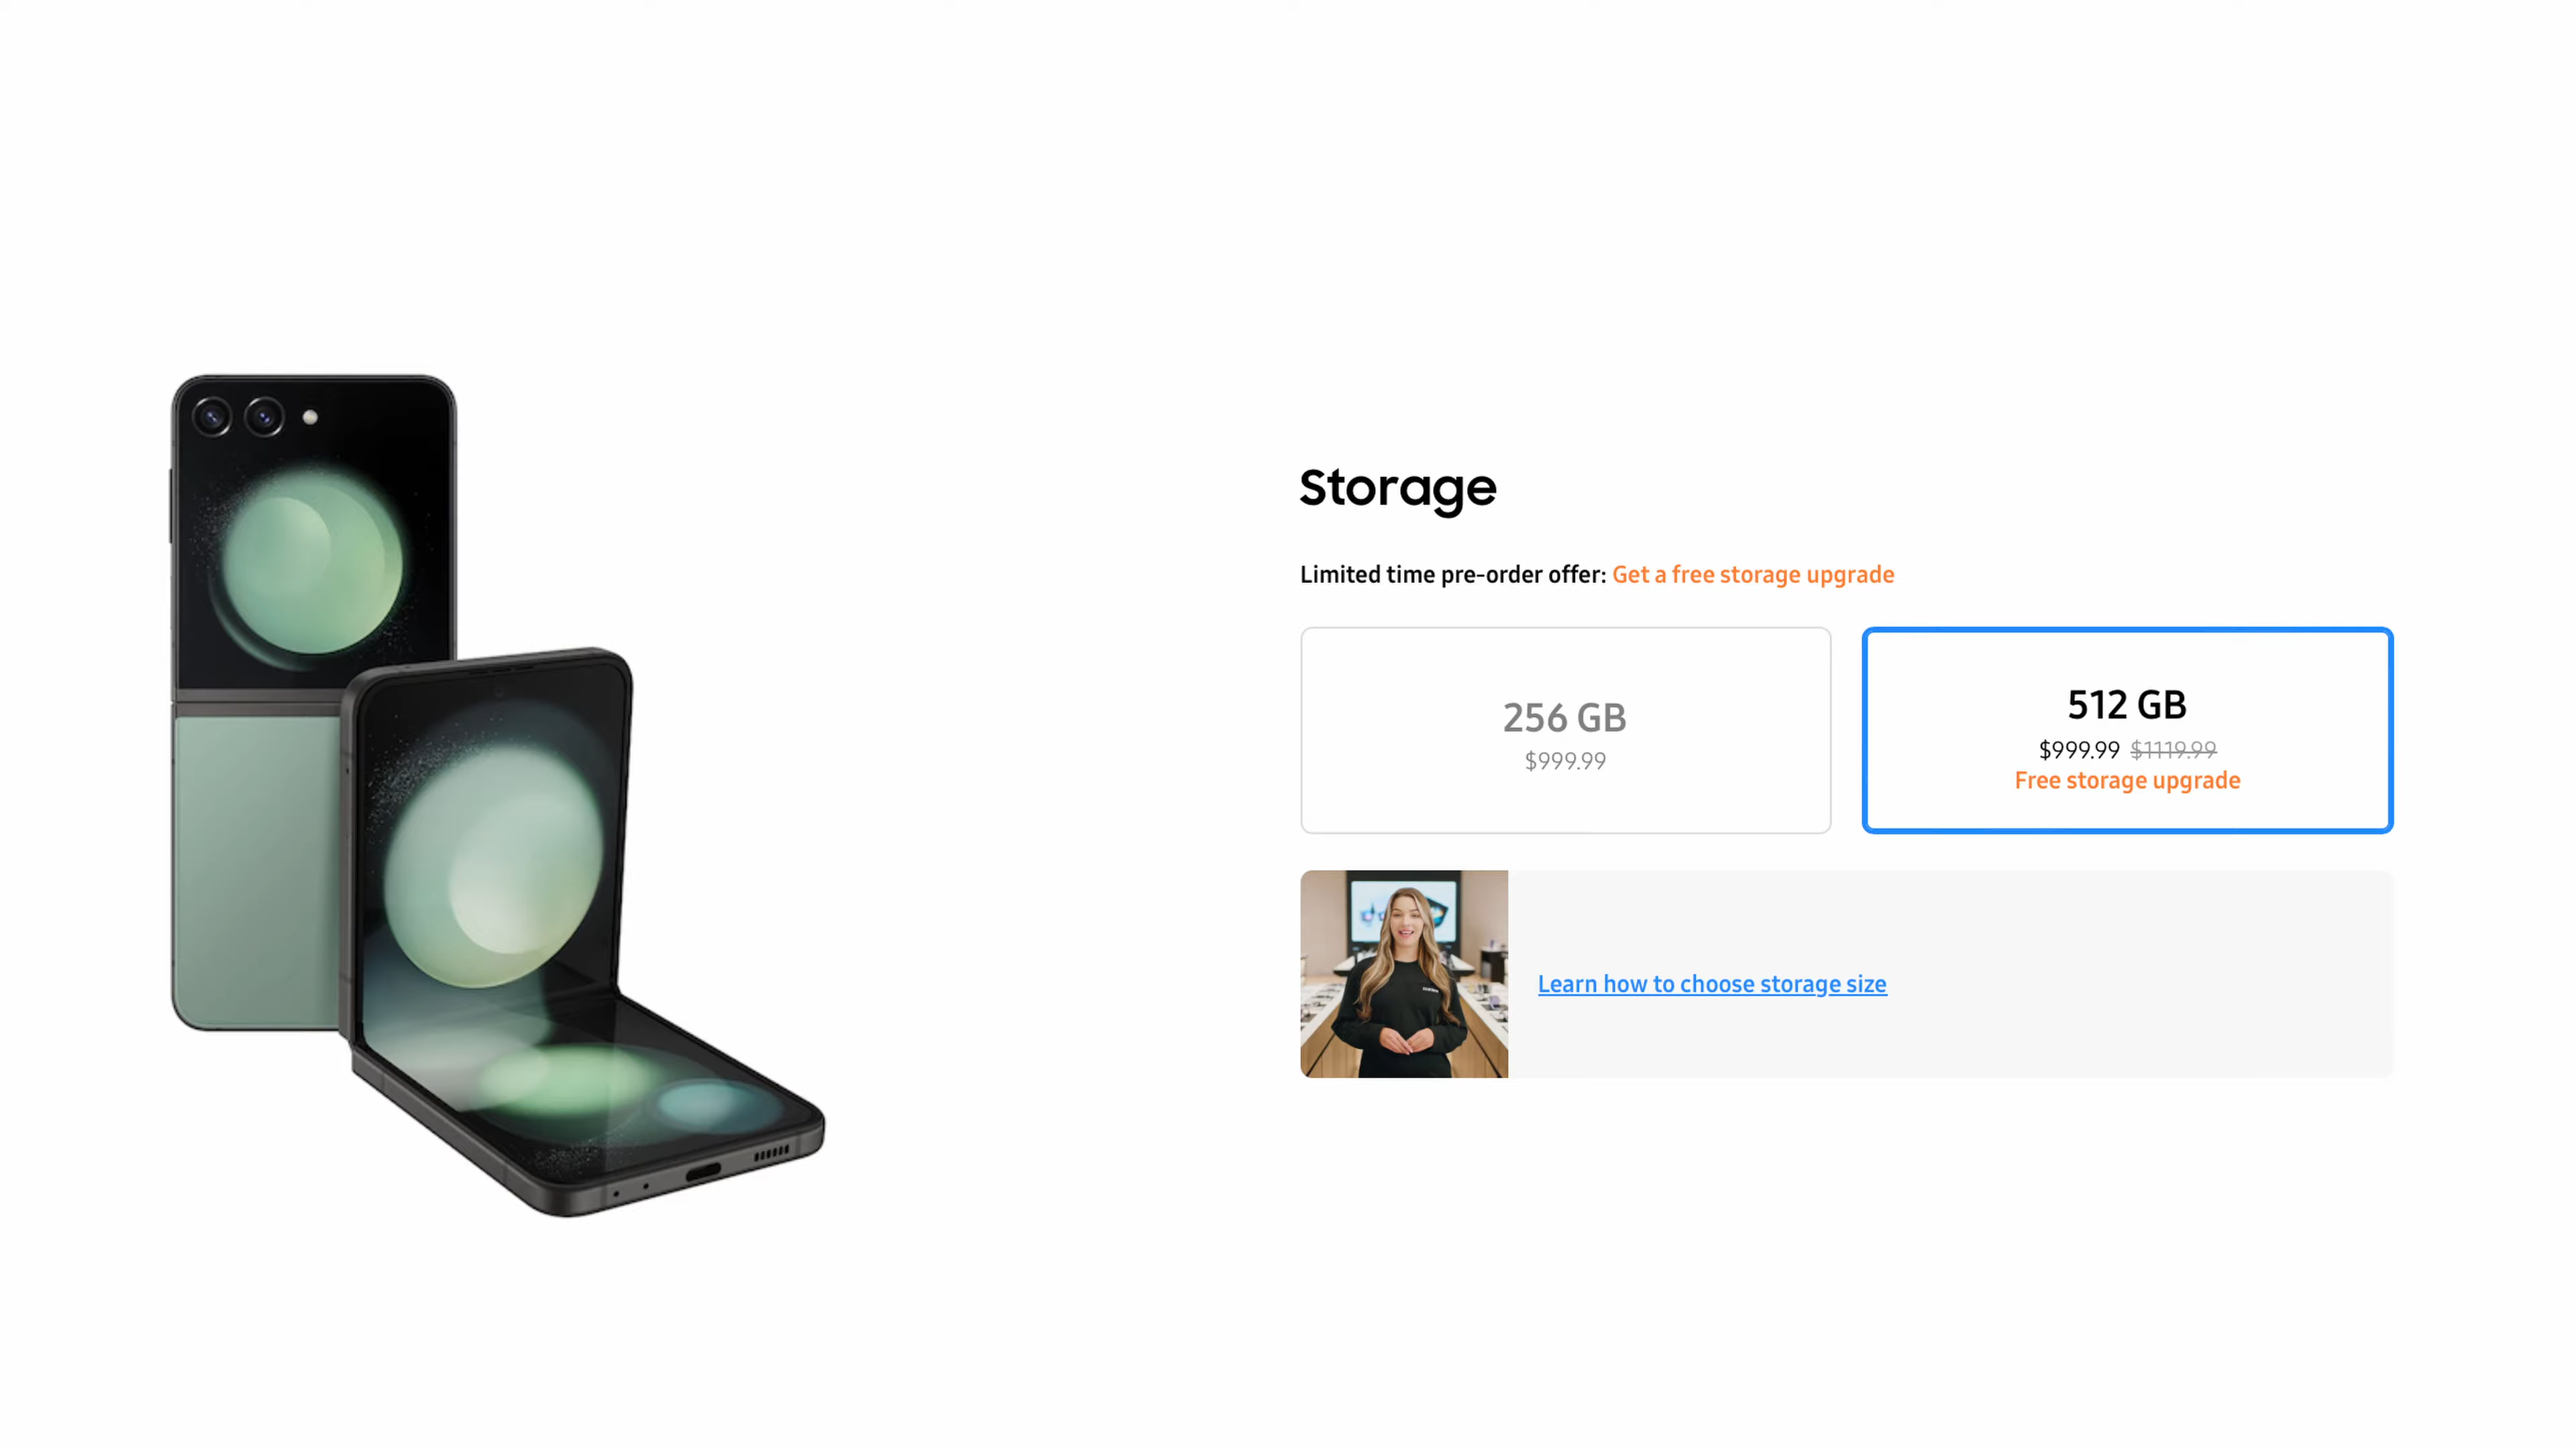 Storage
Limited time pre-order offer: Get a free storage upgrade
256 GB
$999.99
512 GB
$999.99 $1119.99
Free storage upgrade
Learn how to choose storage size